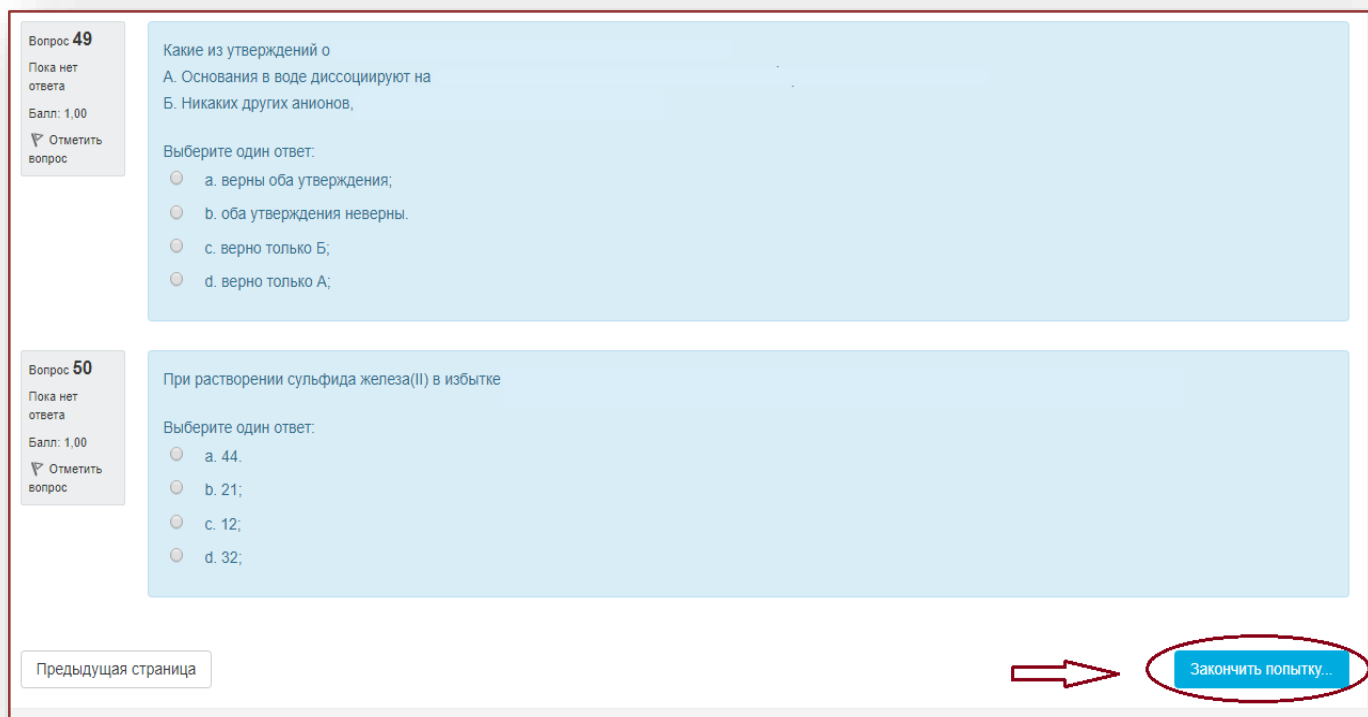 Вопрос 49
Пока нет
ответа
Балл: 1,00
Отметить
вопрос
Какие из утверждений о
А. Основания в воде диссоциируют на
Б. Никаких других анионов,
Выберите один ответ:
a. верны оба утверждения;
b. оба утверждения неверны.
c. верно только Б;
d. верно только А;
Вопрос 50
Пока нет
ответа
Балл: 1,00
Отметить
вопрос
При растворении сульфида железа(II) в избытке
Выберите один ответ:
a. 44.
b. 21;
c. 12;
d. 32;
Предыдущая страница
Закончить попытку...